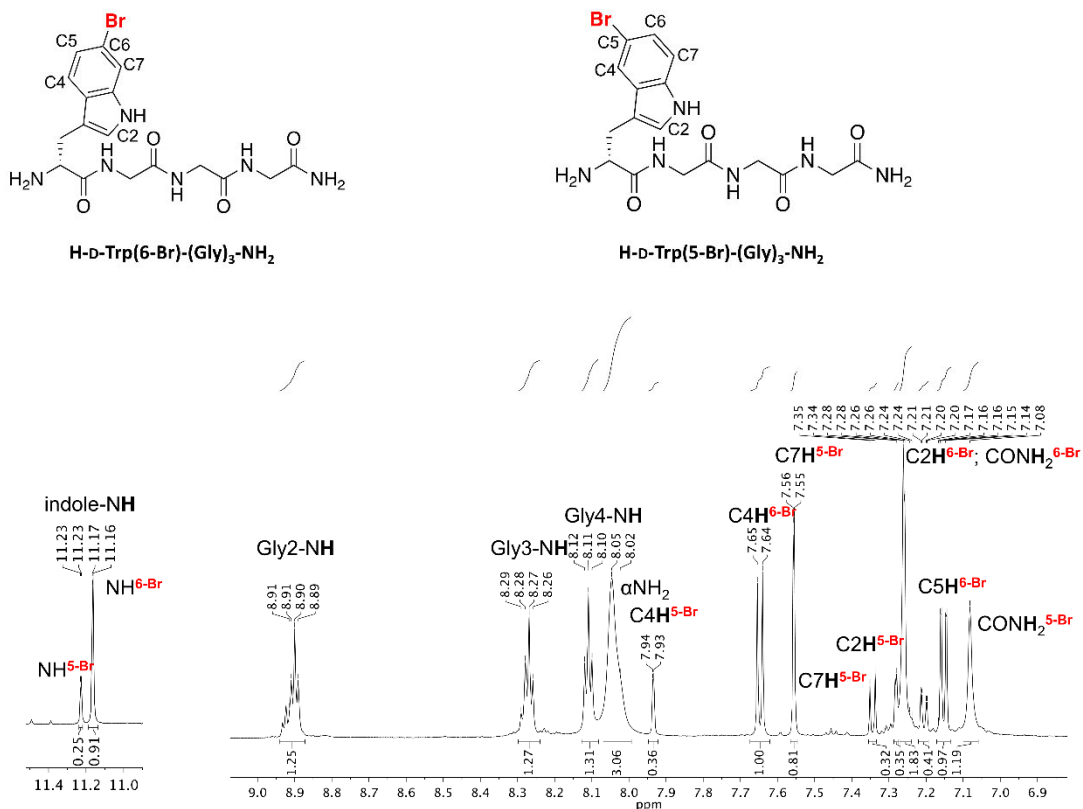 Br
C5
C6
C7
C4
NH
C2
H2N
O
H
N
N
H
O
H
N
O
O
NH2
H-D-Trp(6-Br)-(Gly)3-NH2
Br
C6
C5
C7
C4
NH
C2
H2N
O
H
N
N
H
O
H
N
O
O
NH2
H-D-Trp(5-Br)-(Gly)3-NH2
indole-NH
11.23
11.23
11.17
11.16
NH6-Br
NH5-Br
Gly2-NH
8.91
8.91
8.90
8.89
Gly3-NH
8.29
8.28
8.27
8.26
Gly4-NH
8.12
8.11
8.10
8.05
8.02
αNH2
C4H5-Br
7.94
7.93
C4H6-Br
7.65
7.64
C7H5-Br
7.56
7.55
C7H5-Br
7.35
7.34
7.28
7.28
7.26
7.26
7.24
7.24
7.21
7.21
7.20
7.20
7.17
7.16
7.16
7.15
7.14
7.08
C2H6-Br; CONH26-Br
C2H5-Br
C5H6-Br
CONH25-Br
0.25
0.91
1.25
1.27
1.31
3.06
0.36
1.00
0.81
0.32
0.35
1.83
0.41
0.97
1.19
11.4 11.2 11.0
9.0 8.9 8.8 8.7 8.6 8.5 8.4 8.3 8.2 8.1 8.0 7.9 7.8 7.7 7.6 7.5 7.4 7.3 7.2 7.1 7.0 6.9
ppm